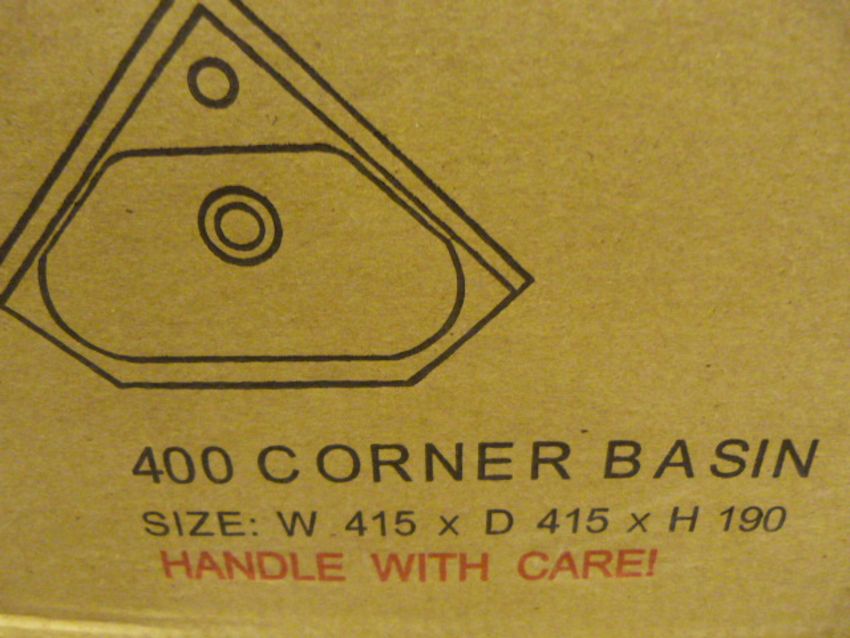 400 CORNER BASIN
SIZE: W 415 x D 415 x H 190
HANDLE WITH CARE!